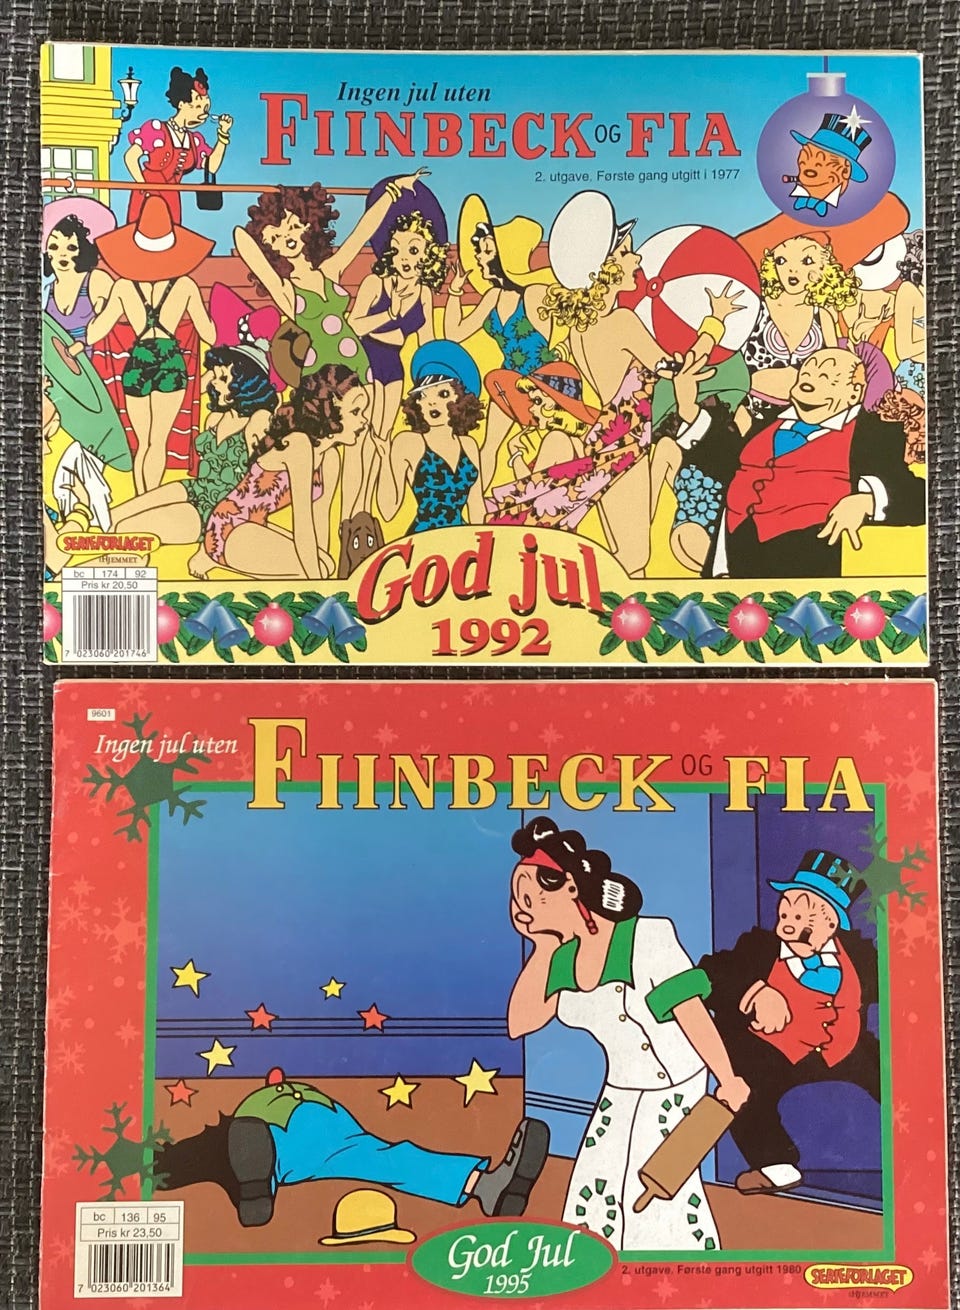 Ingen jul uten
FIINBECK OG FIA
2. utgave. Første gang utgitt i 1977
SERIEFORLAGET
HJEMMET
bc 174 92
Pris kr 20,50
7 023060 201746
God jul
1992
9601
Ingen jul uten
FIINBECK OG FIA
bc 136 95
Pris kr 23,50
7 023060 201364
God Jul
1995
2. utgave. Første gang utgitt 1980
SERIEFORLAGET
HJEMMET